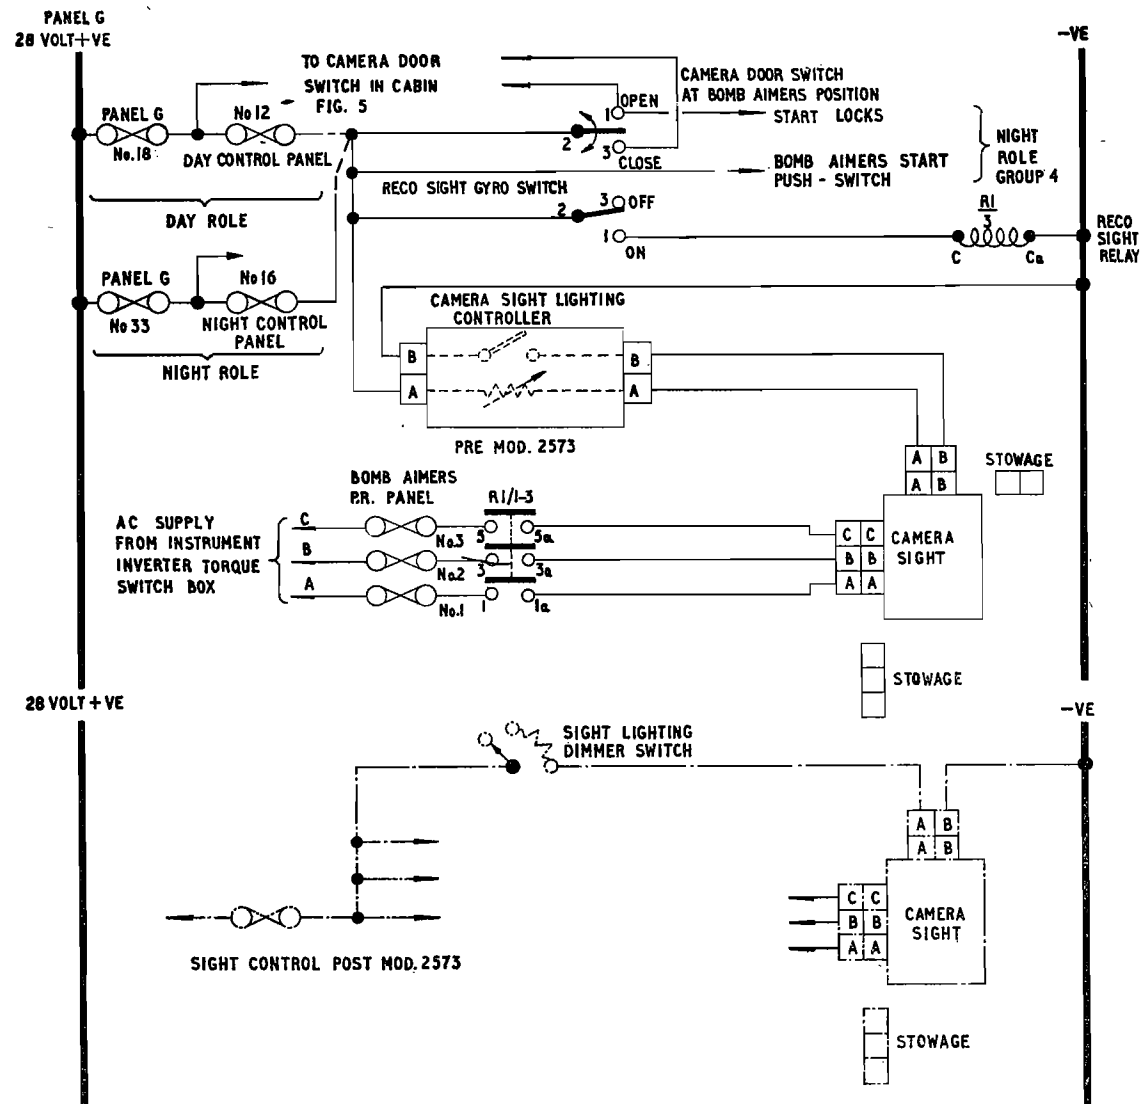 PANEL G
28 VOLT+VE
-VE
TO CAMERA DOOR
SWITCH IN CABIN
FIG. 5
CAMERA DOOR SWITCH
AT BOMB AIMERS POSITION
START LOCKS
1 OPEN
2
3
CLOSE
PANEL G
No.18
No 12
DAY CONTROL PANEL
DAY ROLE
BOMB AIMERS START
PUSH - SWITCH
NIGHT
ROLE
GROUP 4
RECO SIGHT GYRO SWITCH
2
3 OFF
1
ON
R1
3
C
Ca
RECO
SIGHT
RELAY
PANEL G
No 33
No 16
NIGHT CONTROL
PANEL
NIGHT ROLE
CAMERA SIGHT LIGHTING
CONTROLLER
B
A
B
A
PRE MOD. 2573
A B
A B
STOWAGE
BOMB AIMERS
P.R. PANEL
R1/1-3
AC SUPPLY
FROM INSTRUMENT
INVERTER TORQUE
SWITCH BOX
C
B
A
No.3
No.2
No.1
5
5a
3
3a
1
1a
C C
B B
A A
CAMERA
SIGHT
STOWAGE
28 VOLT + VE
-VE
SIGHT LIGHTING
DIMMER SWITCH
A B
A B
C C
B B
A A
CAMERA
SIGHT
SIGHT CONTROL POST MOD. 2573
STOWAGE